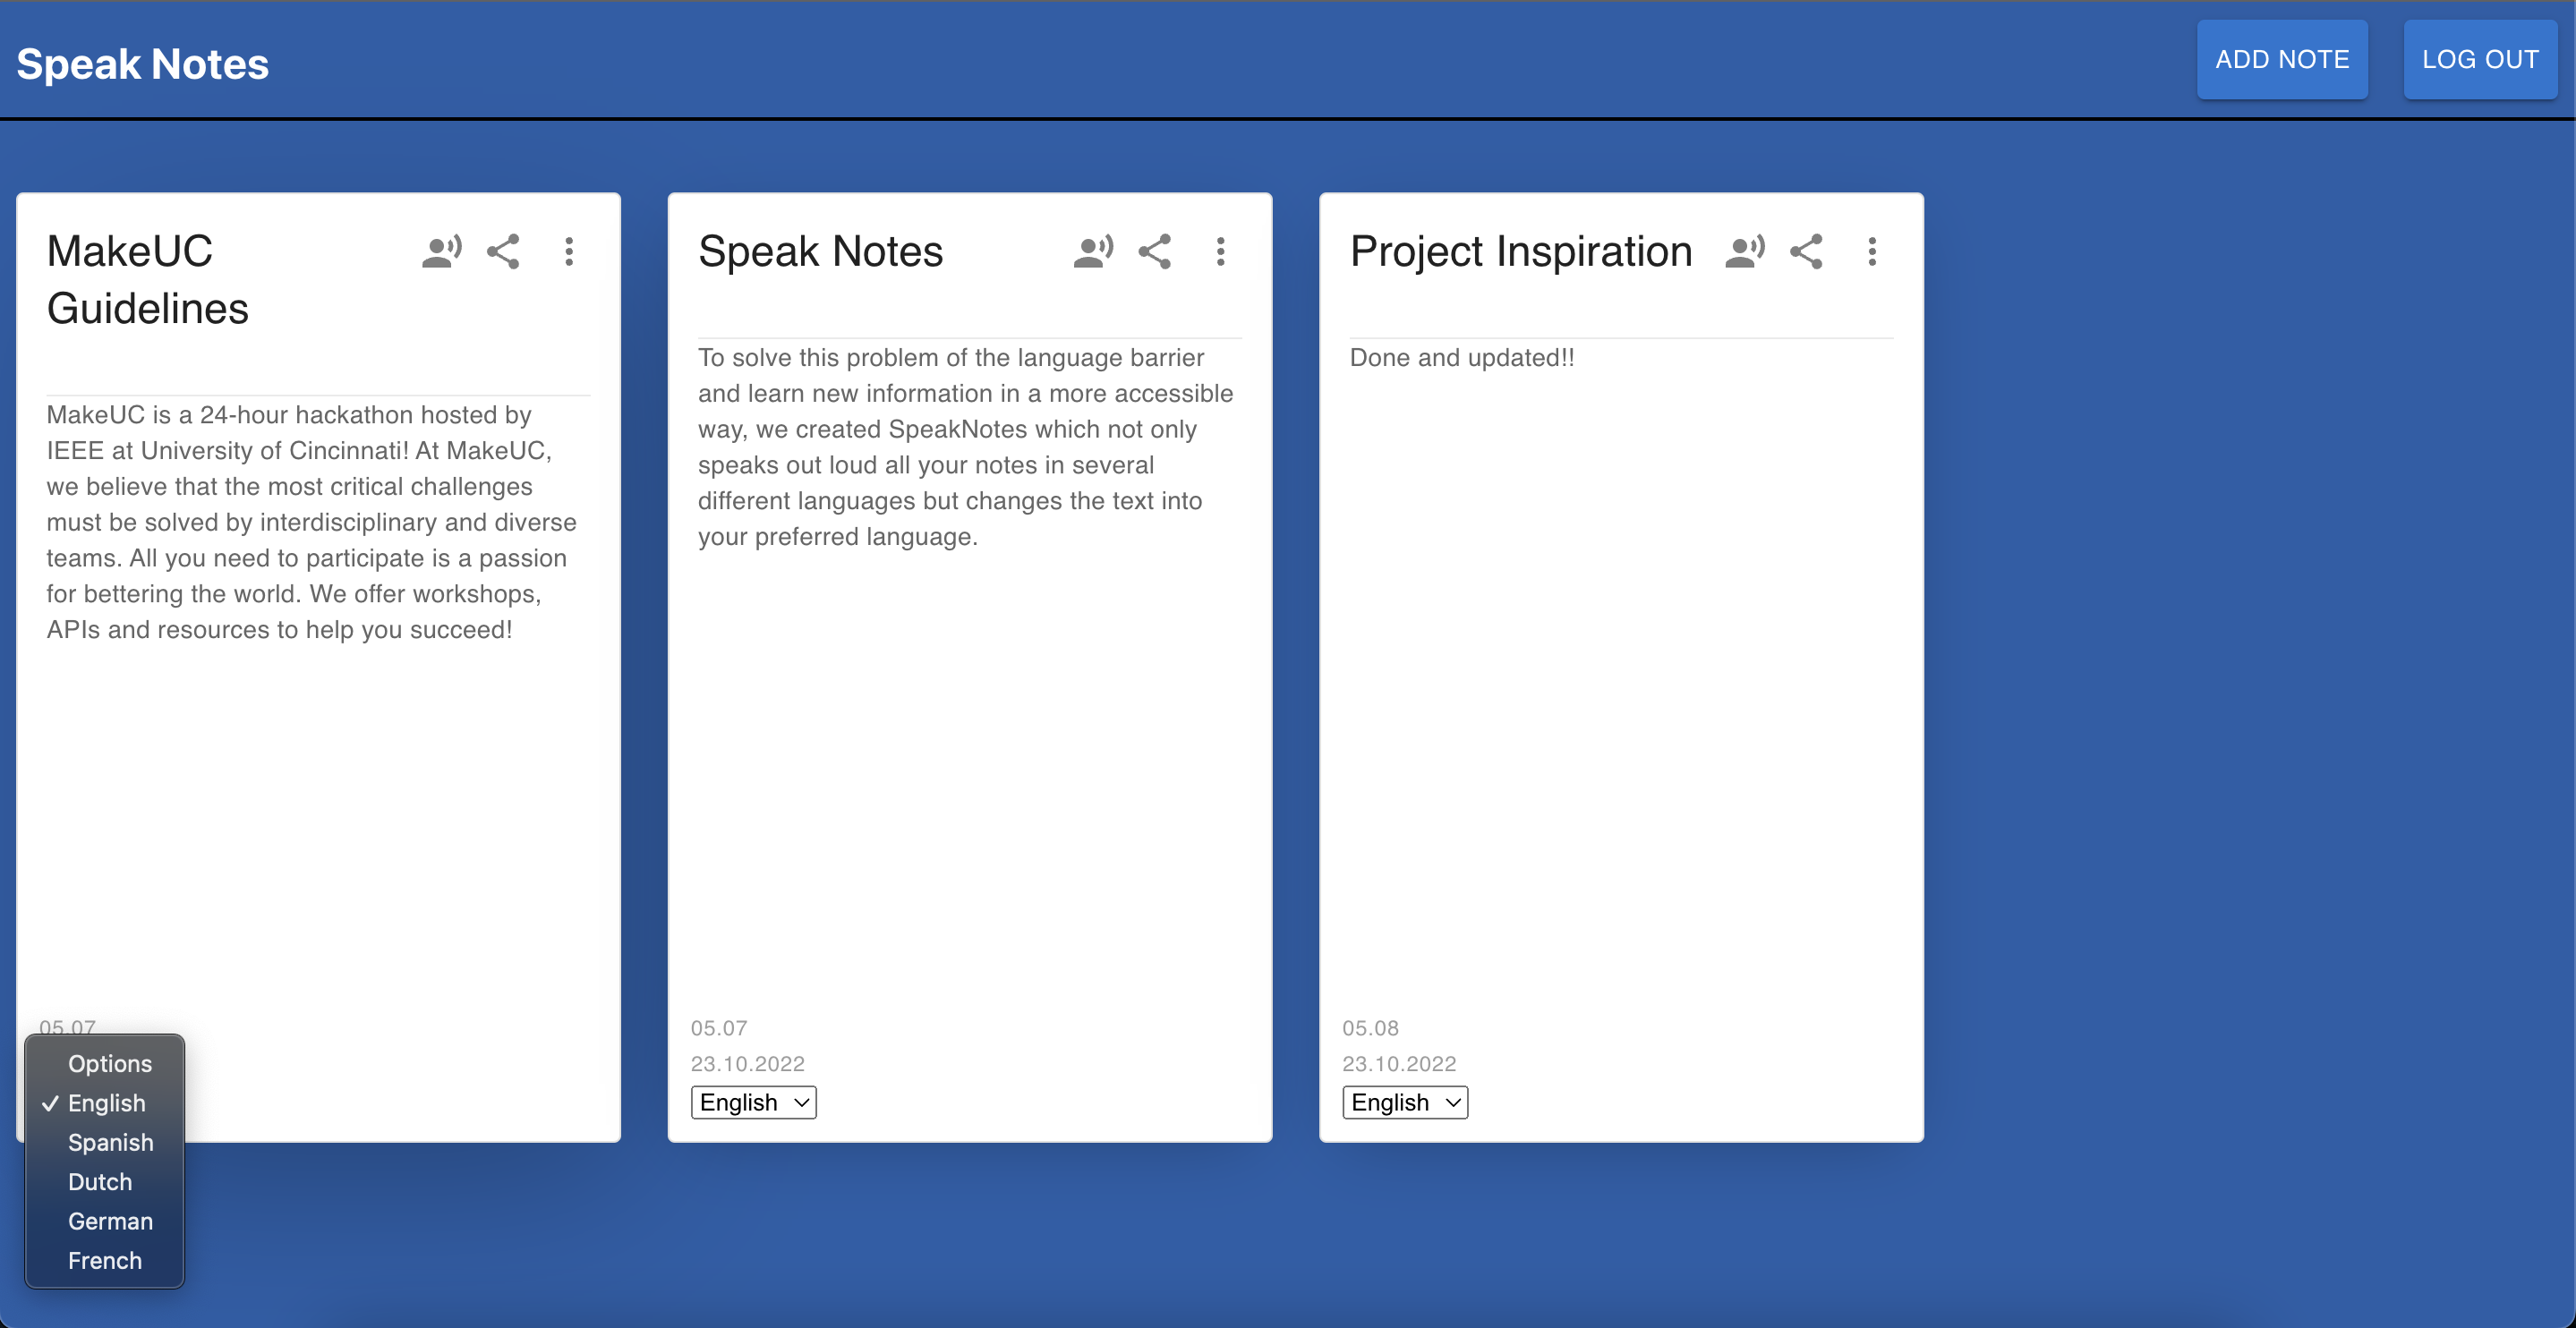 Speak Notes
ADD NOTE
LOG OUT
MakeUC
Guidelines
MakeUC is a 24-hour hackathon hosted by
IEEE at University of Cincinnati! At MakeUC,
we believe that the most critical challenges
must be solved by interdisciplinary and diverse
teams. All you need to participate is a passion
for bettering the world. We offer workshops,
APIs and resources to help you succeed!
05.07
Options
English
Spanish
Dutch
German
French
Speak Notes
To solve this problem of the language barrier
and learn new information in a more accessible
way, we created SpeakNotes which not only
speaks out loud all your notes in several
different languages but changes the text into
your preferred language.
05.07
23.10.2022
English
Project Inspiration
Done and updated!!
05.08
23.10.2022
English